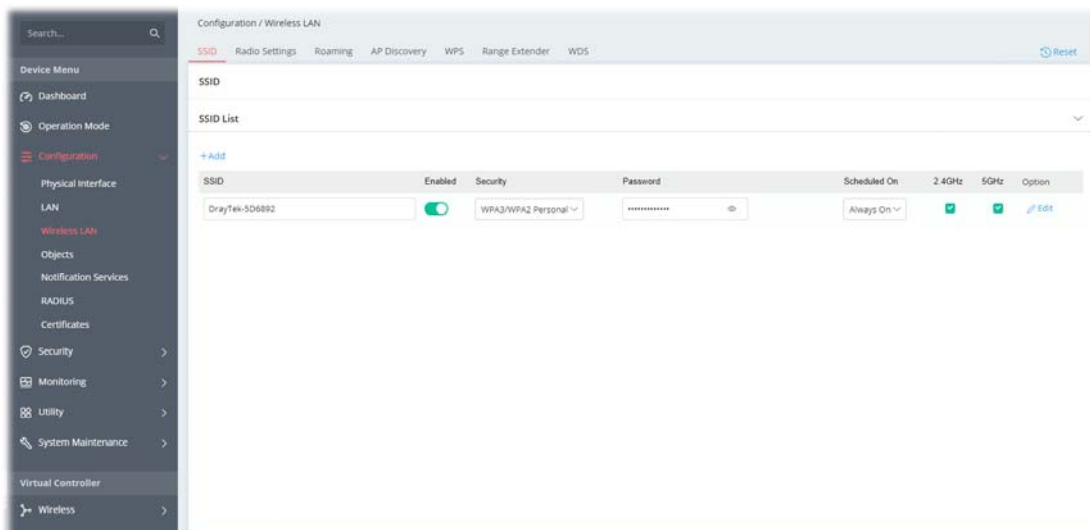 Search...
Device Menu
Dashboard
Operation Mode
Configuration
Physical Interface
LAN
Wireless LAN
Objects
Notification Services
RADIUS
Certificates
Security
Monitoring
Utility
System Maintenance
Virtual Controller
Wireless
Configuration / Wireless LAN
SSID Radio Settings Roaming AP Discovery WPS Range Extender WDS Reset
SSID
SSID List
+Add
SSID Enabled Security Password Scheduled On 2.4GHz 5GHz Option
DrayTek-5D6892 WPA3/WPA2 Personal ••••••••••••• Always On Edit